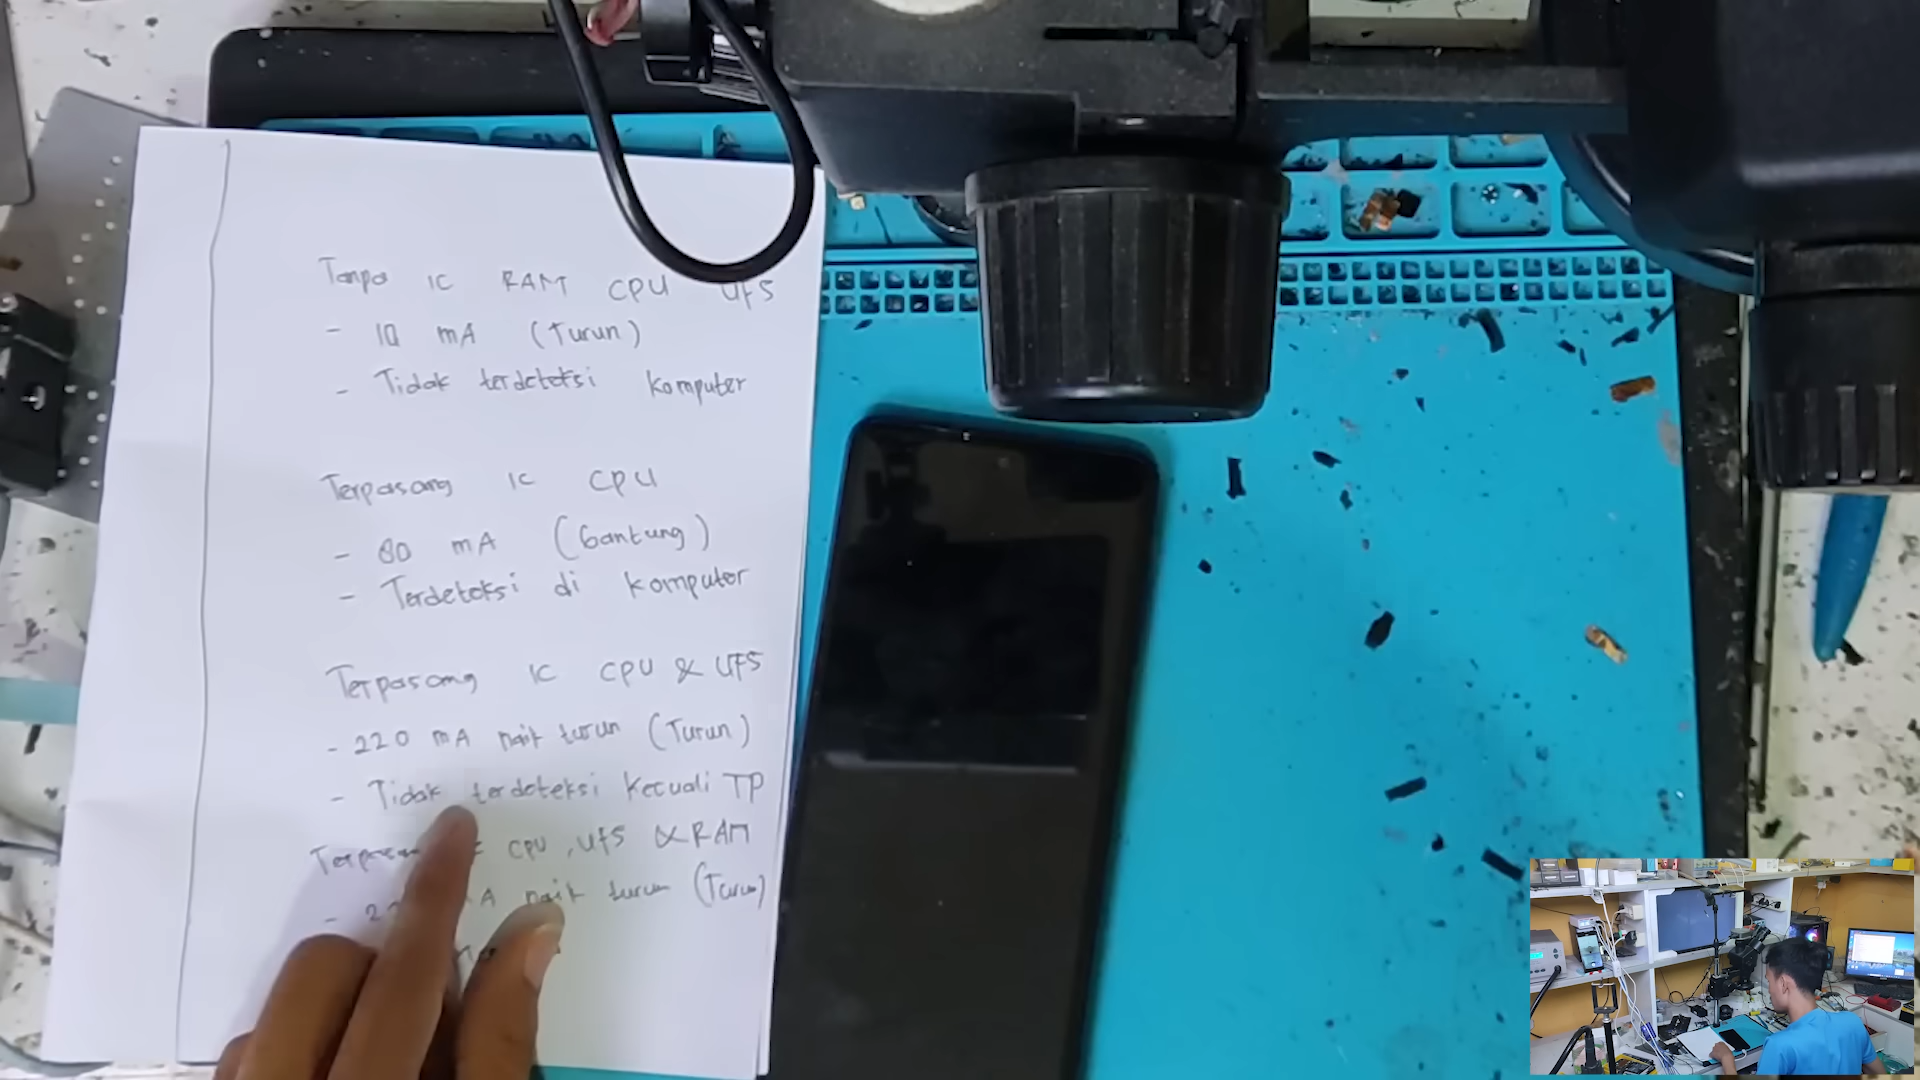 Tanpa IC RAM CPU UFS
- 10 mA (Turun)
- Tidak terdeteksi komputer
Terpasang IC CPU
- 80 mA (Gantung)
- Terdeteksi di komputer
Terpasang IC CPU & UFS
- 220 mA naik turun (Turun)
- Tidak terdeteksi kecuali TP
CPU, UFS & RAM
naik turun (Turun)